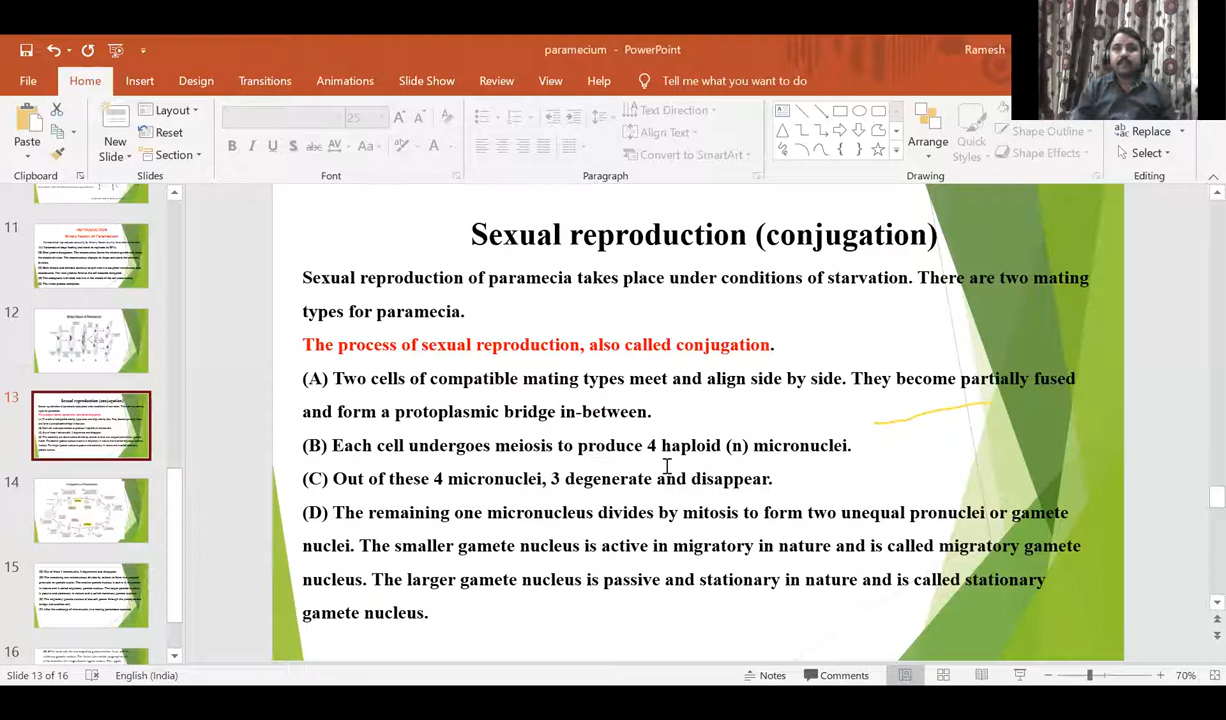 paramecium - PowerPoint
Ramesh
File Home Insert Design Transitions Animations Slide Show Review View Help Tell me what you want to do
Paste
Clipboard
New
Slide
Layout
Reset
Section
Slides
25
B I U S abc AV Aa A
Font
Text Direction
Align Text
Convert to SmartArt
Paragraph
Arrange
Quick
Styles
Shape Outline
Shape Effects
Drawing
Replace
Select
Editing
11
12
13
14
15
16
Sexual reproduction (conjugation)
Sexual reproduction of paramecia takes place under conditions of starvation. There are two mating
types for paramecia.
The process of sexual reproduction, also called conjugation.
(A) Two cells of compatible mating types meet and align side by side. They become partially fused
and form a protoplasmic bridge in-between.
(B) Each cell undergoes meiosis to produce 4 haploid (n) micronuclei.
(C) Out of these 4 micronuclei, 3 degenerate and disappear.
(D) The remaining one micronucleus divides by mitosis to form two unequal pronuclei or gamete
nuclei. The smaller gamete nucleus is active in migratory in nature and is called migratory gamete
nucleus. The larger gamete nucleus is passive and stationary in nature and is called stationary
gamete nucleus.
Slide 13 of 16 English (India) Notes Comments 70%